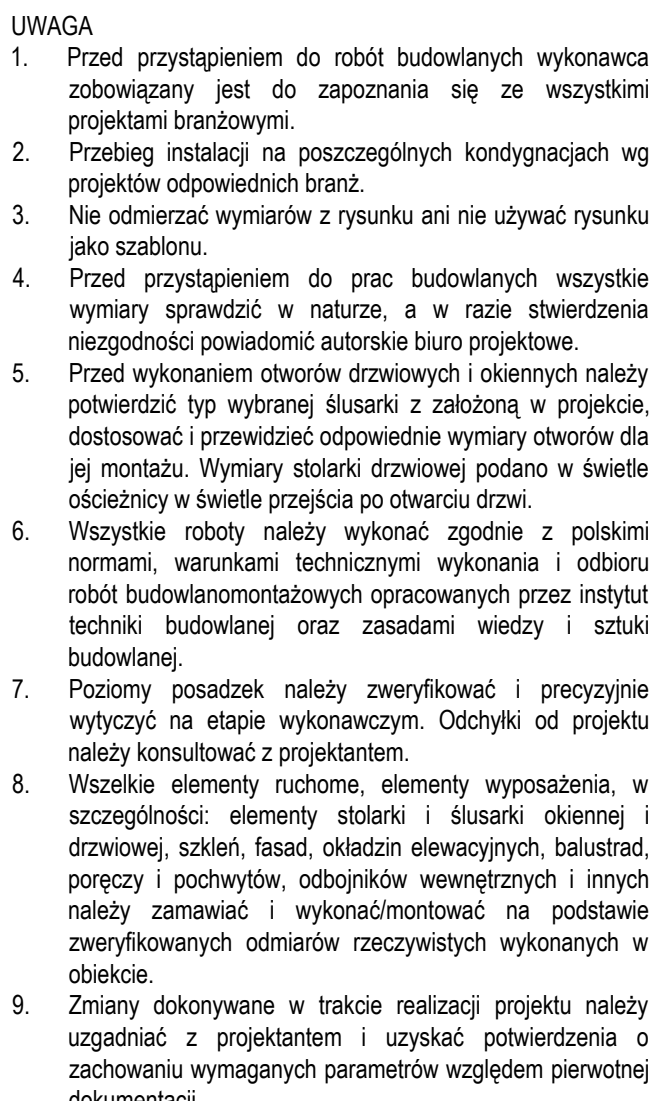 UWAGA
1. Przed przystąpieniem do robót budowlanych wykonawca
zobowiązany jest do zapoznania się ze wszystkimi
projektami branżowymi.
2. Przebieg instalacji na poszczególnych kondygnacjach wg
projektów odpowiednich branż.
3. Nie odmierzać wymiarów z rysunku ani nie używać rysunku
jako szablonu.
4. Przed przystąpieniem do prac budowlanych wszystkie
wymiary sprawdzić w naturze, a w razie stwierdzenia
niezgodności powiadomić autorskie biuro projektowe.
5. Przed wykonaniem otworów drzwiowych i okiennych należy
potwierdzić typ wybranej ślusarki z założoną w projekcie,
dostosować i przewidzieć odpowiednie wymiary otworów dla
jej montażu. Wymiary stolarki drzwiowej podano w świetle
ościeżnicy w świetle przejścia po otwarciu drzwi.
6. Wszystkie roboty należy wykonać zgodnie z polskimi
normami, warunkami technicznymi wykonania i odbioru
robót budowlanomontażowych opracowanych przez instytut
techniki budowlanej oraz zasadami wiedzy i sztuki
budowlanej.
7. Poziomy posadzek należy zweryfikować i precyzyjnie
wytyczyć na etapie wykonawczym. Odchyłki od projektu
należy konsultować z projektantem.
8. Wszelkie elementy ruchome, elementy wyposażenia, w
szczególności: elementy stolarki i ślusarki okiennej i
drzwiowej, szkleń, fasad, okładzin elewacyjnych, balustrad,
poręczy i pochwytów, odbojników wewnętrznych i innych
należy zamawiać i wykonać/montować na podstawie
zweryfikowanych odmiarów rzeczywistych wykonanych w
obiekcie.
9. Zmiany dokonywane w trakcie realizacji projektu należy
uzgadniać z projektantem i uzyskać potwierdzenia o
zachowaniu wymaganych parametrów względem pierwotnej
dokumentacji.